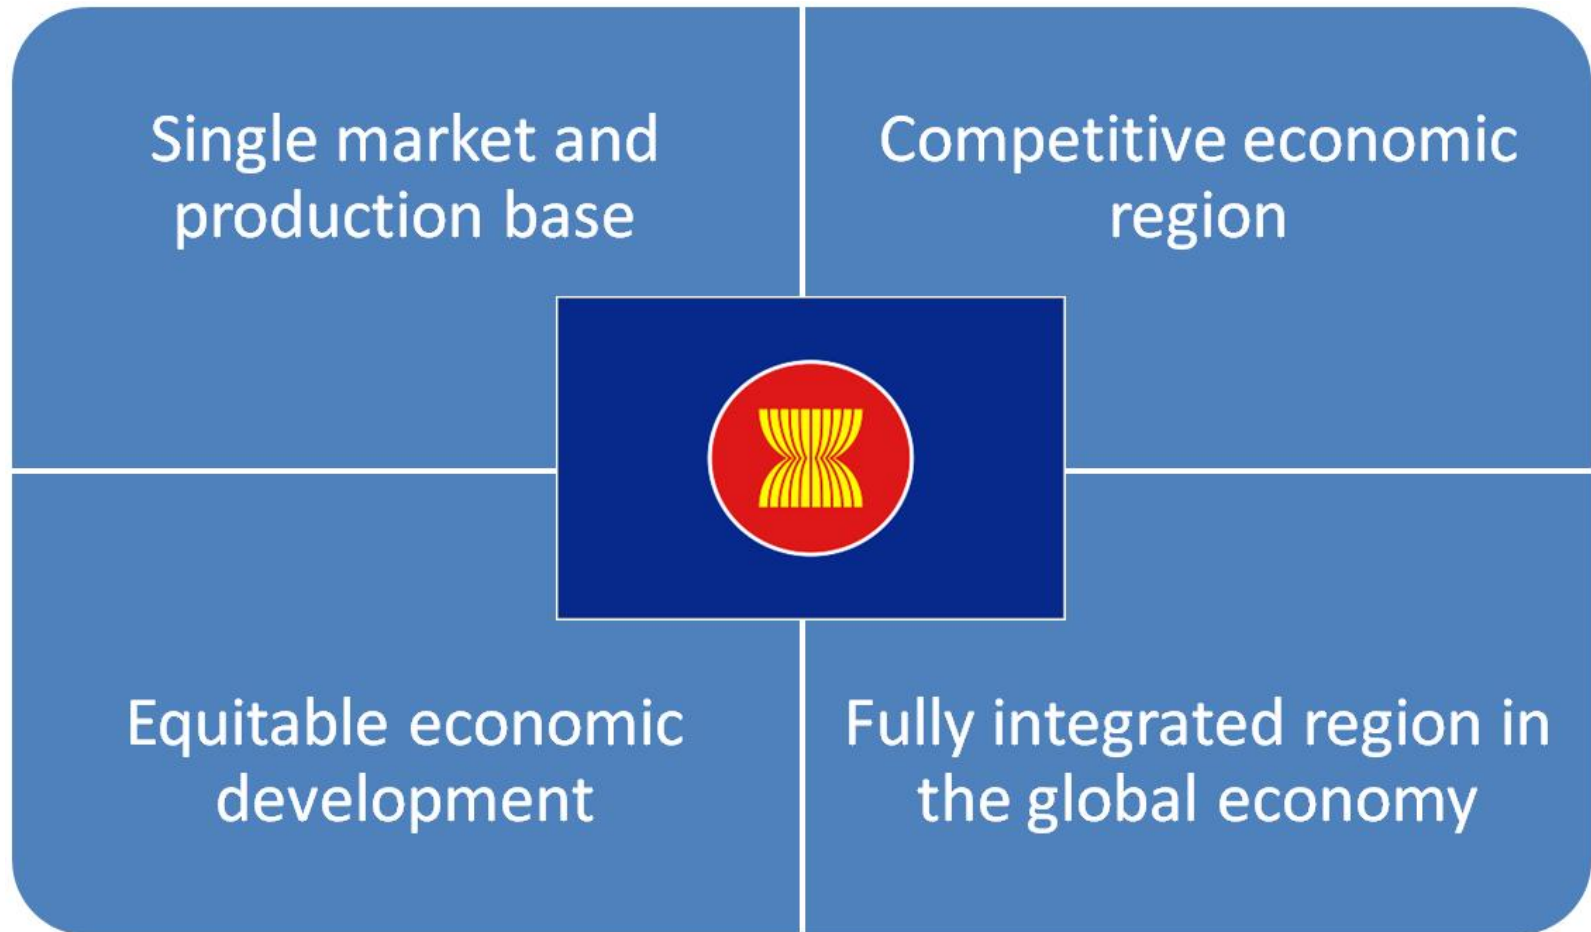 Single market and
production base
Competitive economic
region
Equitable economic
development
Fully integrated region in
the global economy